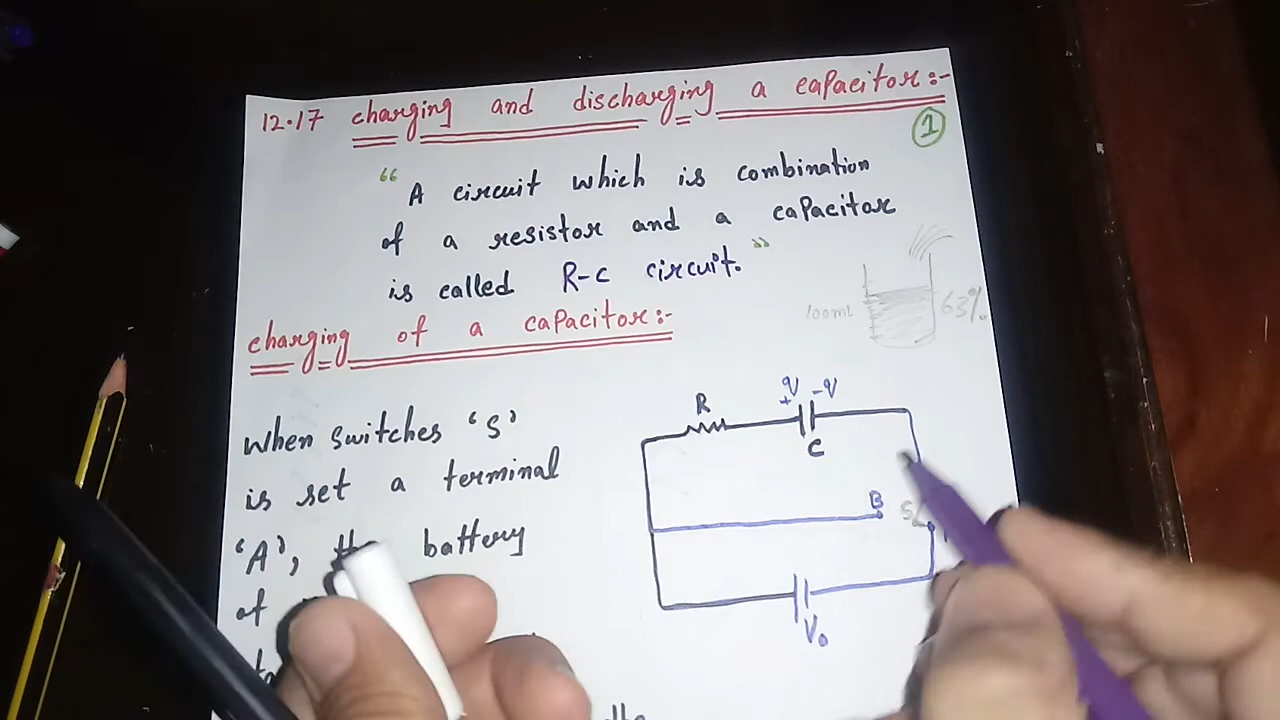 12.17 charging and discharging a capacitor:-
1
“ A circuit which is combination
of a resistor and a capacitor
is called R-C circuit. ”
100ml
63%
charging of a capacitor:-
q -q
+
R
C
When switches ‘S’
is set a terminal
‘A’, battery
of
B
S
V₀